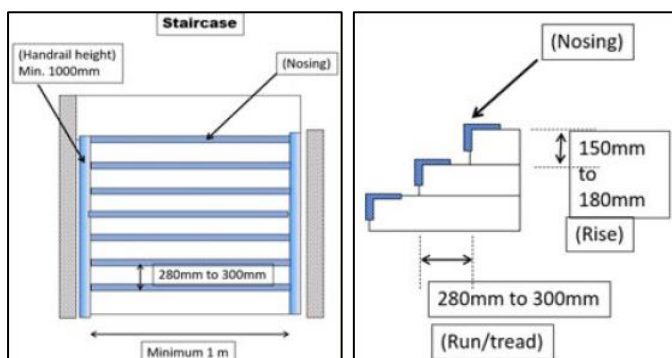 Staircase
(Handrail height)
Min. 1000mm
(Nosing)
280mm to 300mm
Minimum 1 m
(Nosing)
150mm
to
180mm
(Rise)
280mm to 300mm
(Run/tread)